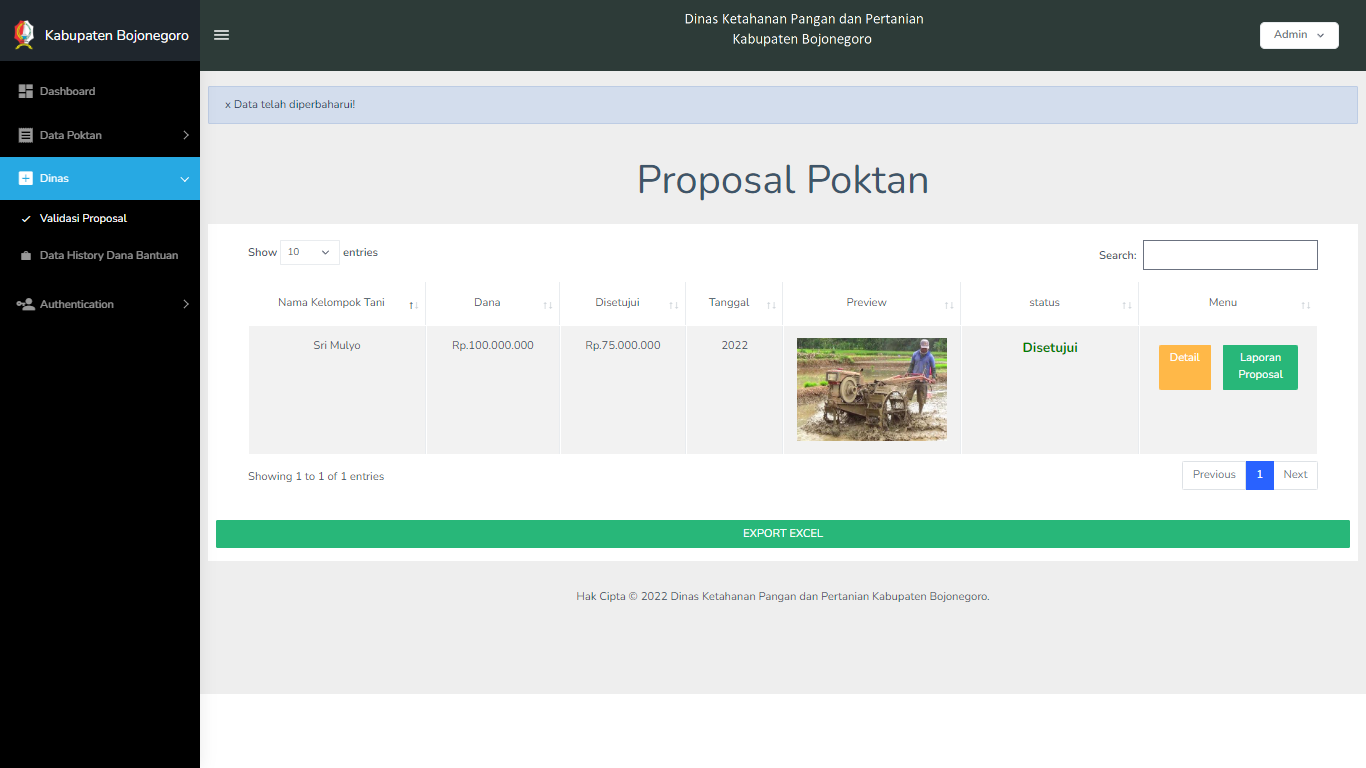 Kabupaten Bojonegoro
Dinas Ketahanan Pangan dan Pertanian
Kabupaten Bojonegoro
Admin
Dashboard
Data Poktan
Dinas
Validasi Proposal
Data History Dana Bantuan
Authentication
x Data telah diperbaharui!
Proposal Poktan
Show 10 entries
Search:
Nama Kelompok Tani Dana Disetujui Tanggal Preview status Menu
Sri Mulyo Rp.100.000.000 Rp.75.000.000 2022 Disetujui Detail Laporan
Proposal
Showing 1 to 1 of 1 entries
Previous 1 Next
EXPORT EXCEL
Hak Cipta © 2022 Dinas Ketahanan Pangan dan Pertanian Kabupaten Bojonegoro.